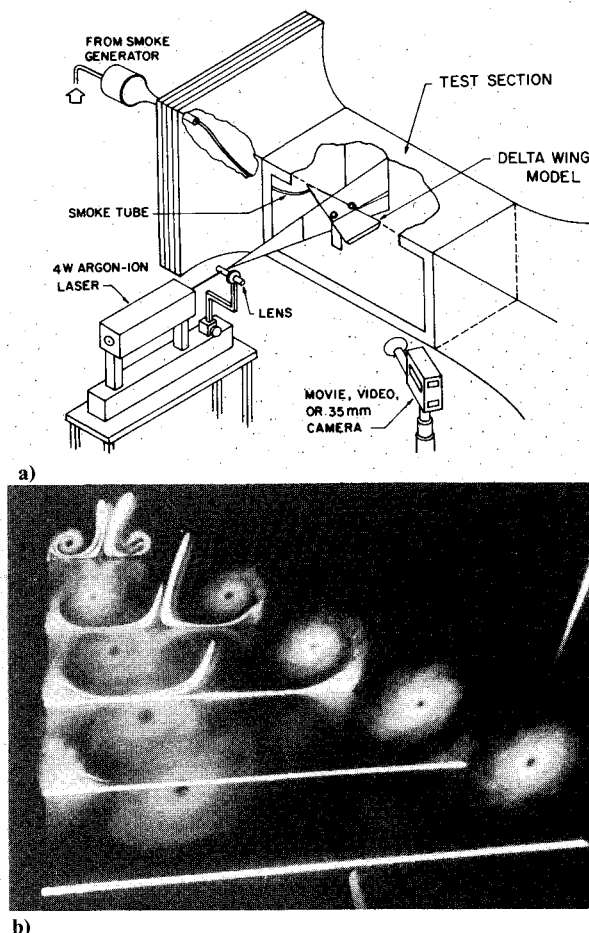 FROM SMOKE
GENERATOR
TEST SECTION
DELTA WING
MODEL
SMOKE TUBE
4W ARGON-ION
LASER
LENS
MOVIE, VIDEO,
OR 35mm
CAMERA
a)
b)